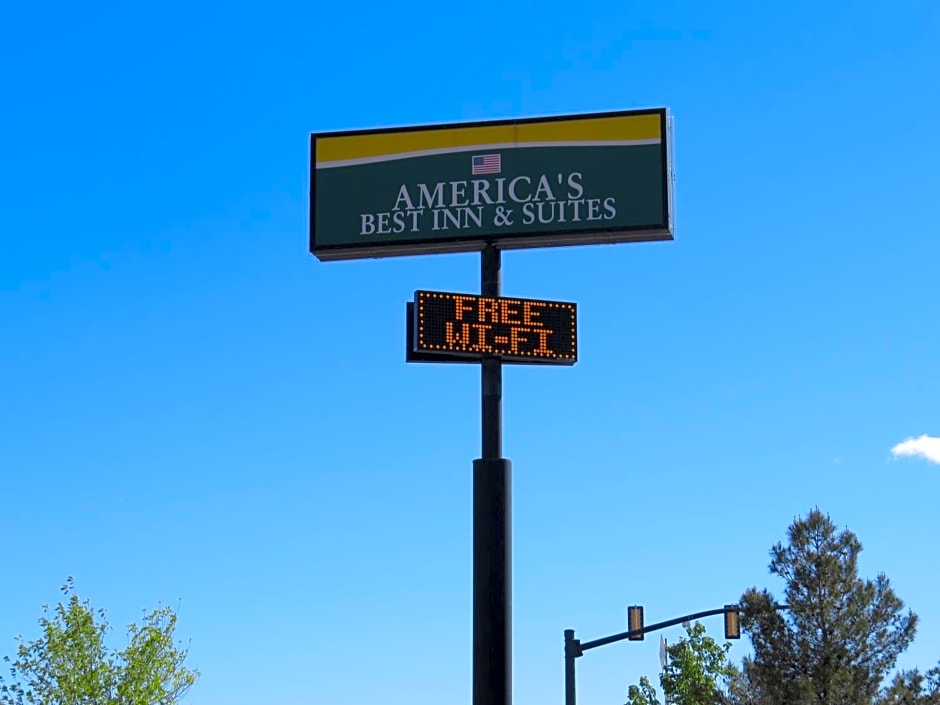 AMERICA'S
BEST INN & SUITES
FREE
WI-FI